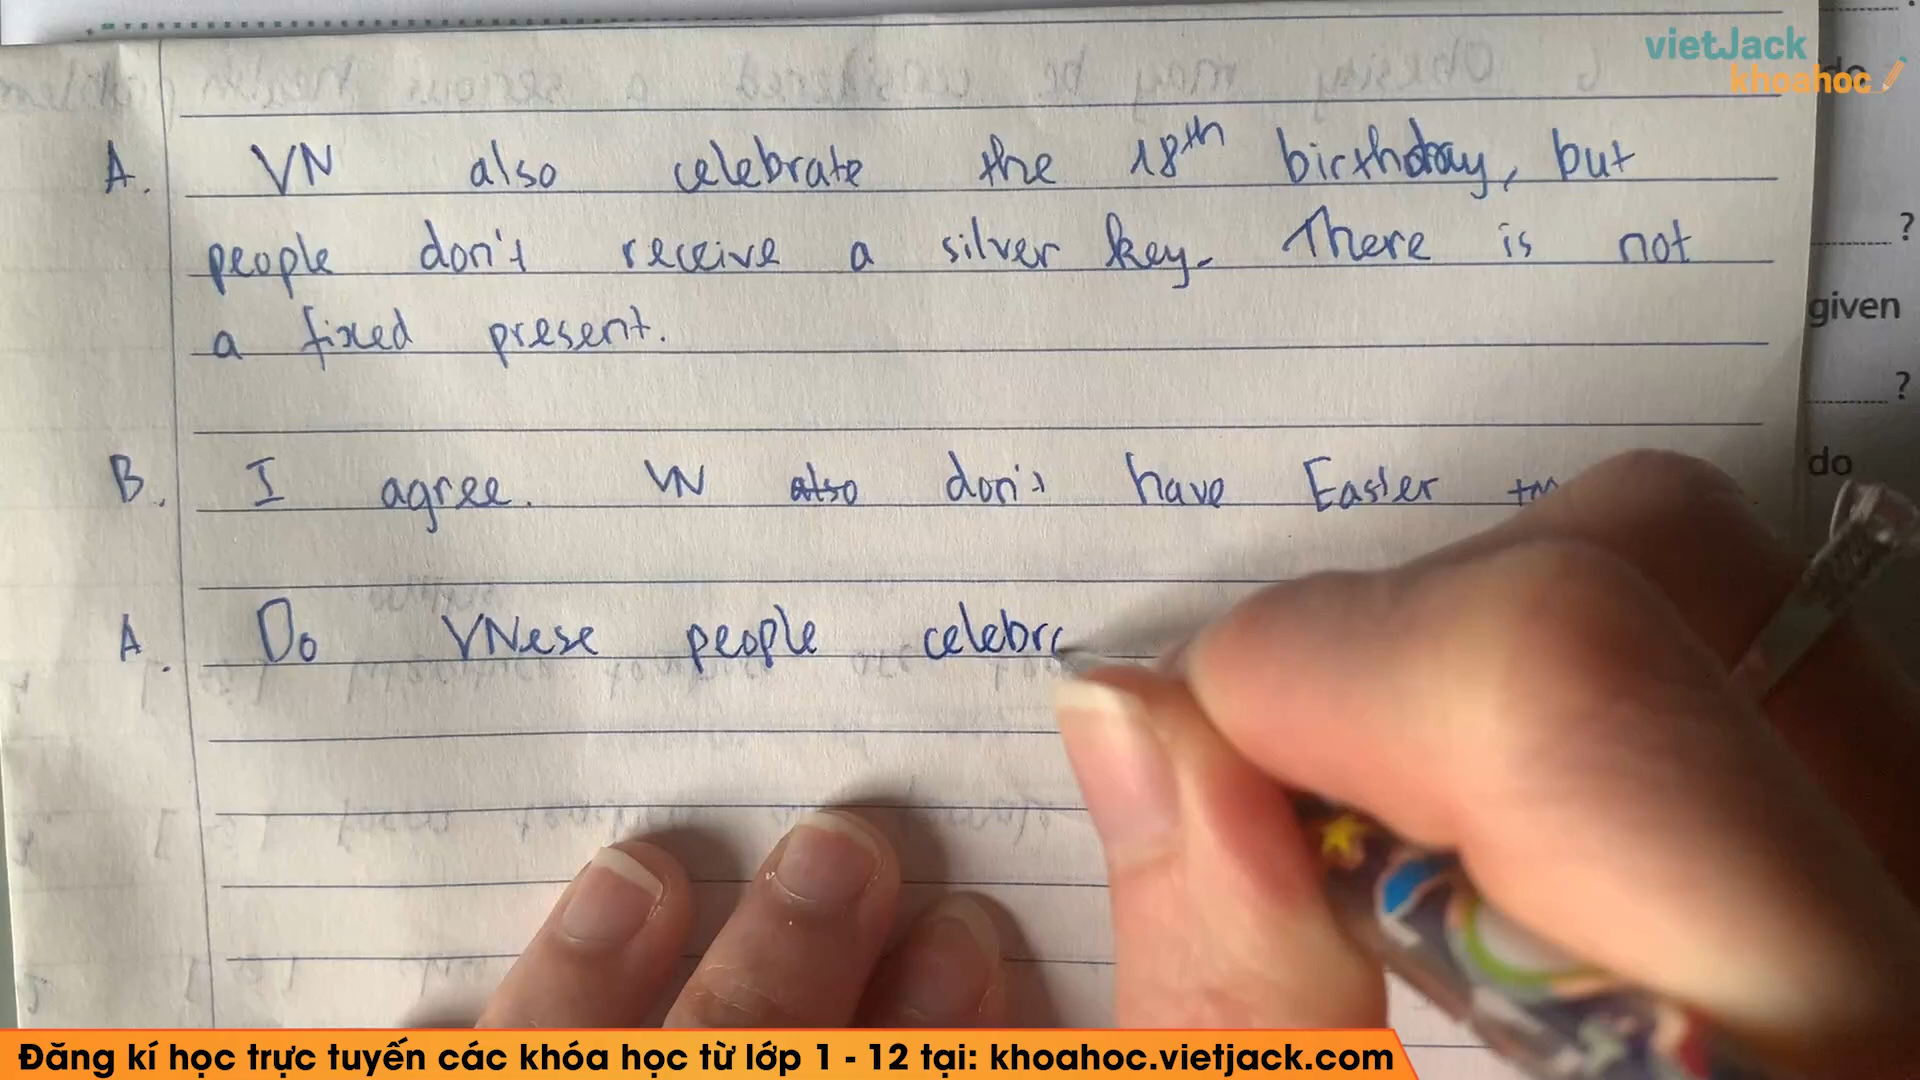 vietJack
khoahoc
A. VN also celebrate the 18th birthday, but
people don't receive a silver key. There is not
a fixed present.
?
given
?
B. I agree. VN also don't have Easter
do
A. Do VNese people celebra
Đăng kí học trực tuyến các khóa học từ lớp 1 - 12 tại: khoahoc.vietjack.com